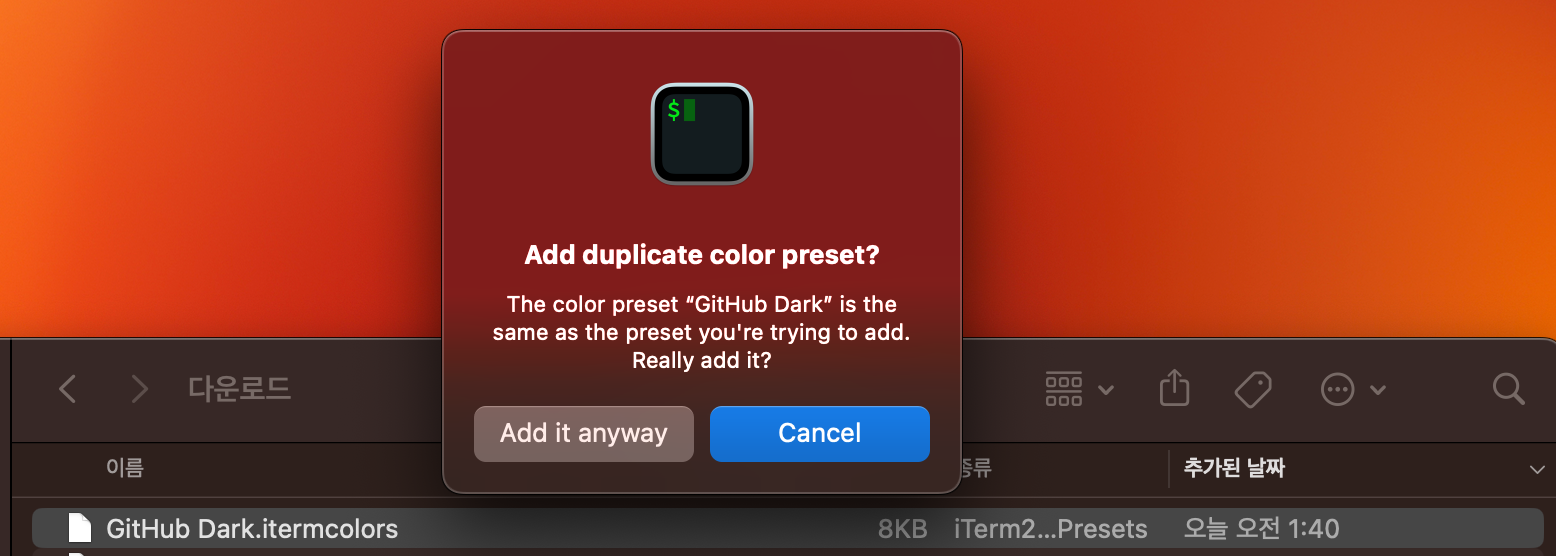 $
Add duplicate color preset?
The color preset “GitHub Dark” is the
same as the preset you're trying to add.
Really add it?
Add it anyway
Cancel
다운로드
이름
종류
추가된 날짜
GitHub Dark.itermcolors
8KB
iTerm2...Presets
오늘 오전 1:40